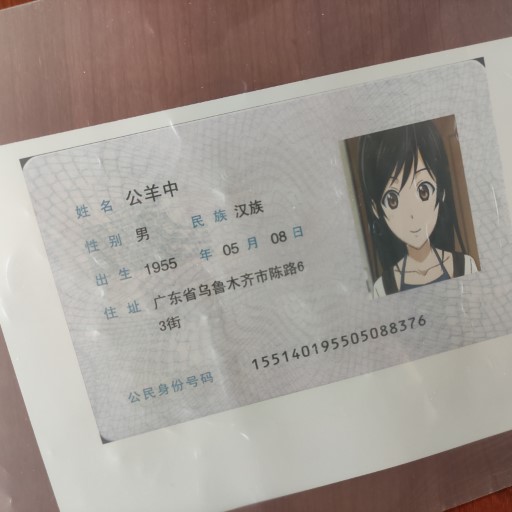 姓名 公羊中
性别 男 民族 汉族
出生 1955 年 05 月 08 日
住址 广东省乌鲁木齐市陈路6
3街
公民身份号码 155140195505088376